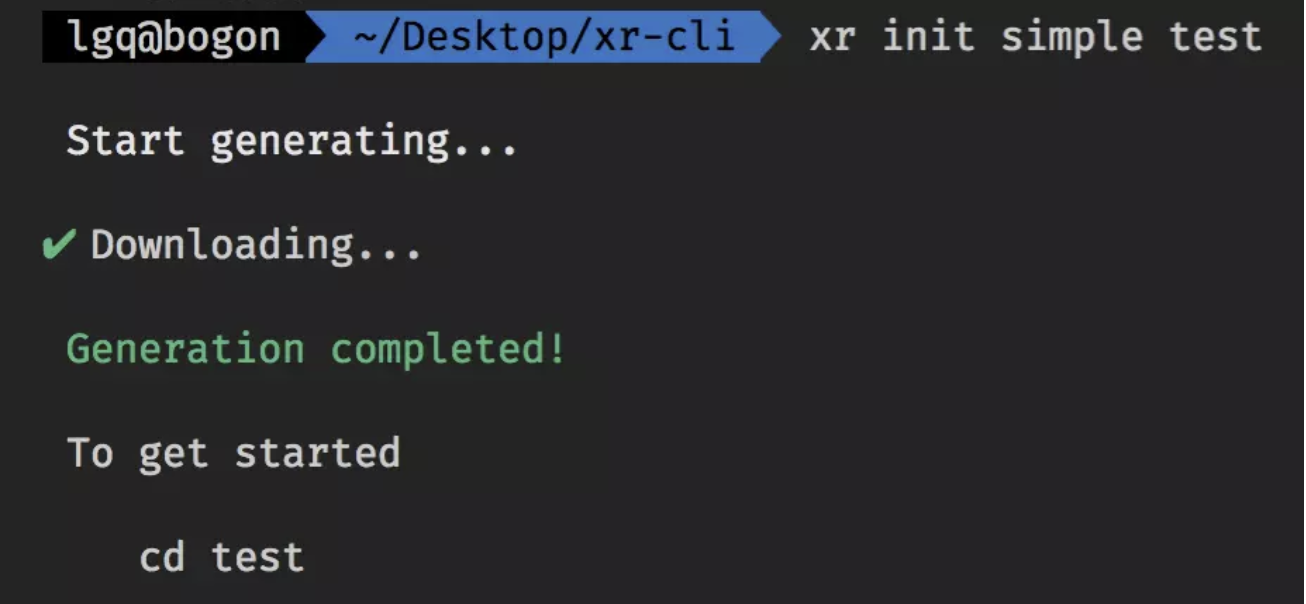 lgq@bogon ~/Desktop/xr-cli xr init simple test
Start generating...
✔ Downloading...
Generation completed!
To get started
cd test